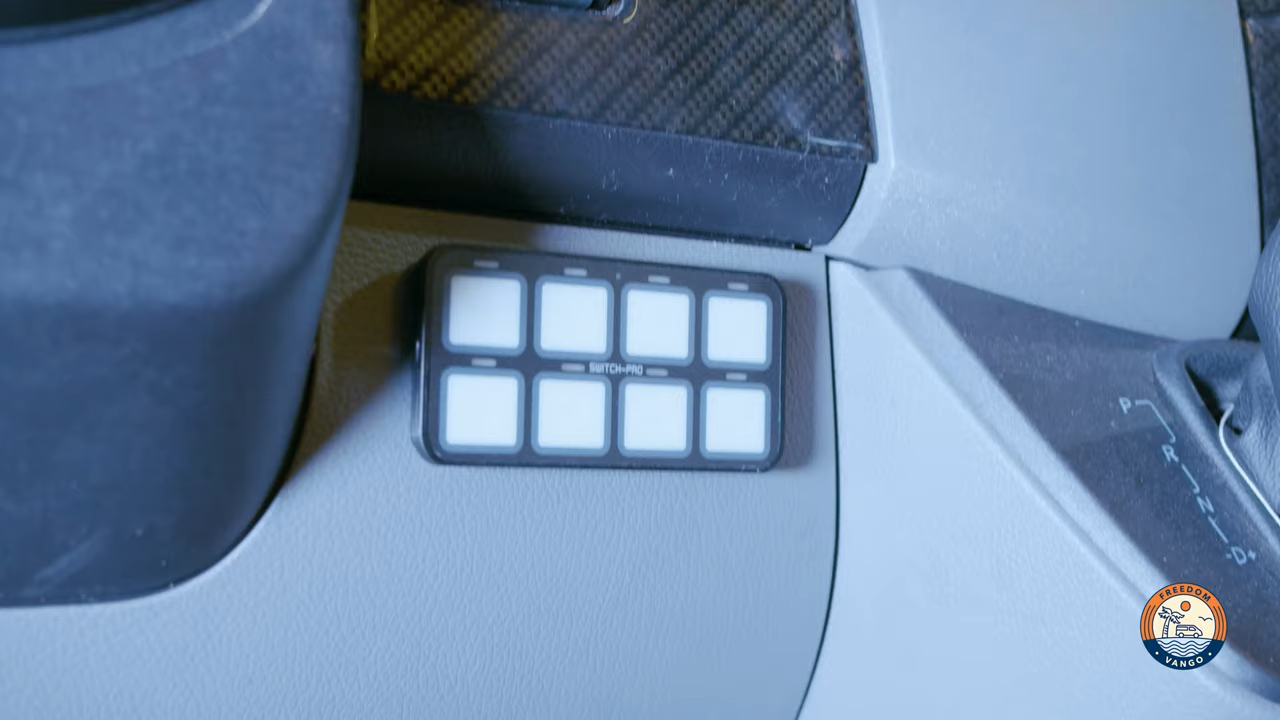 SWITCH-PRO
P
R
N
-D+
FREEDOM
VANGO